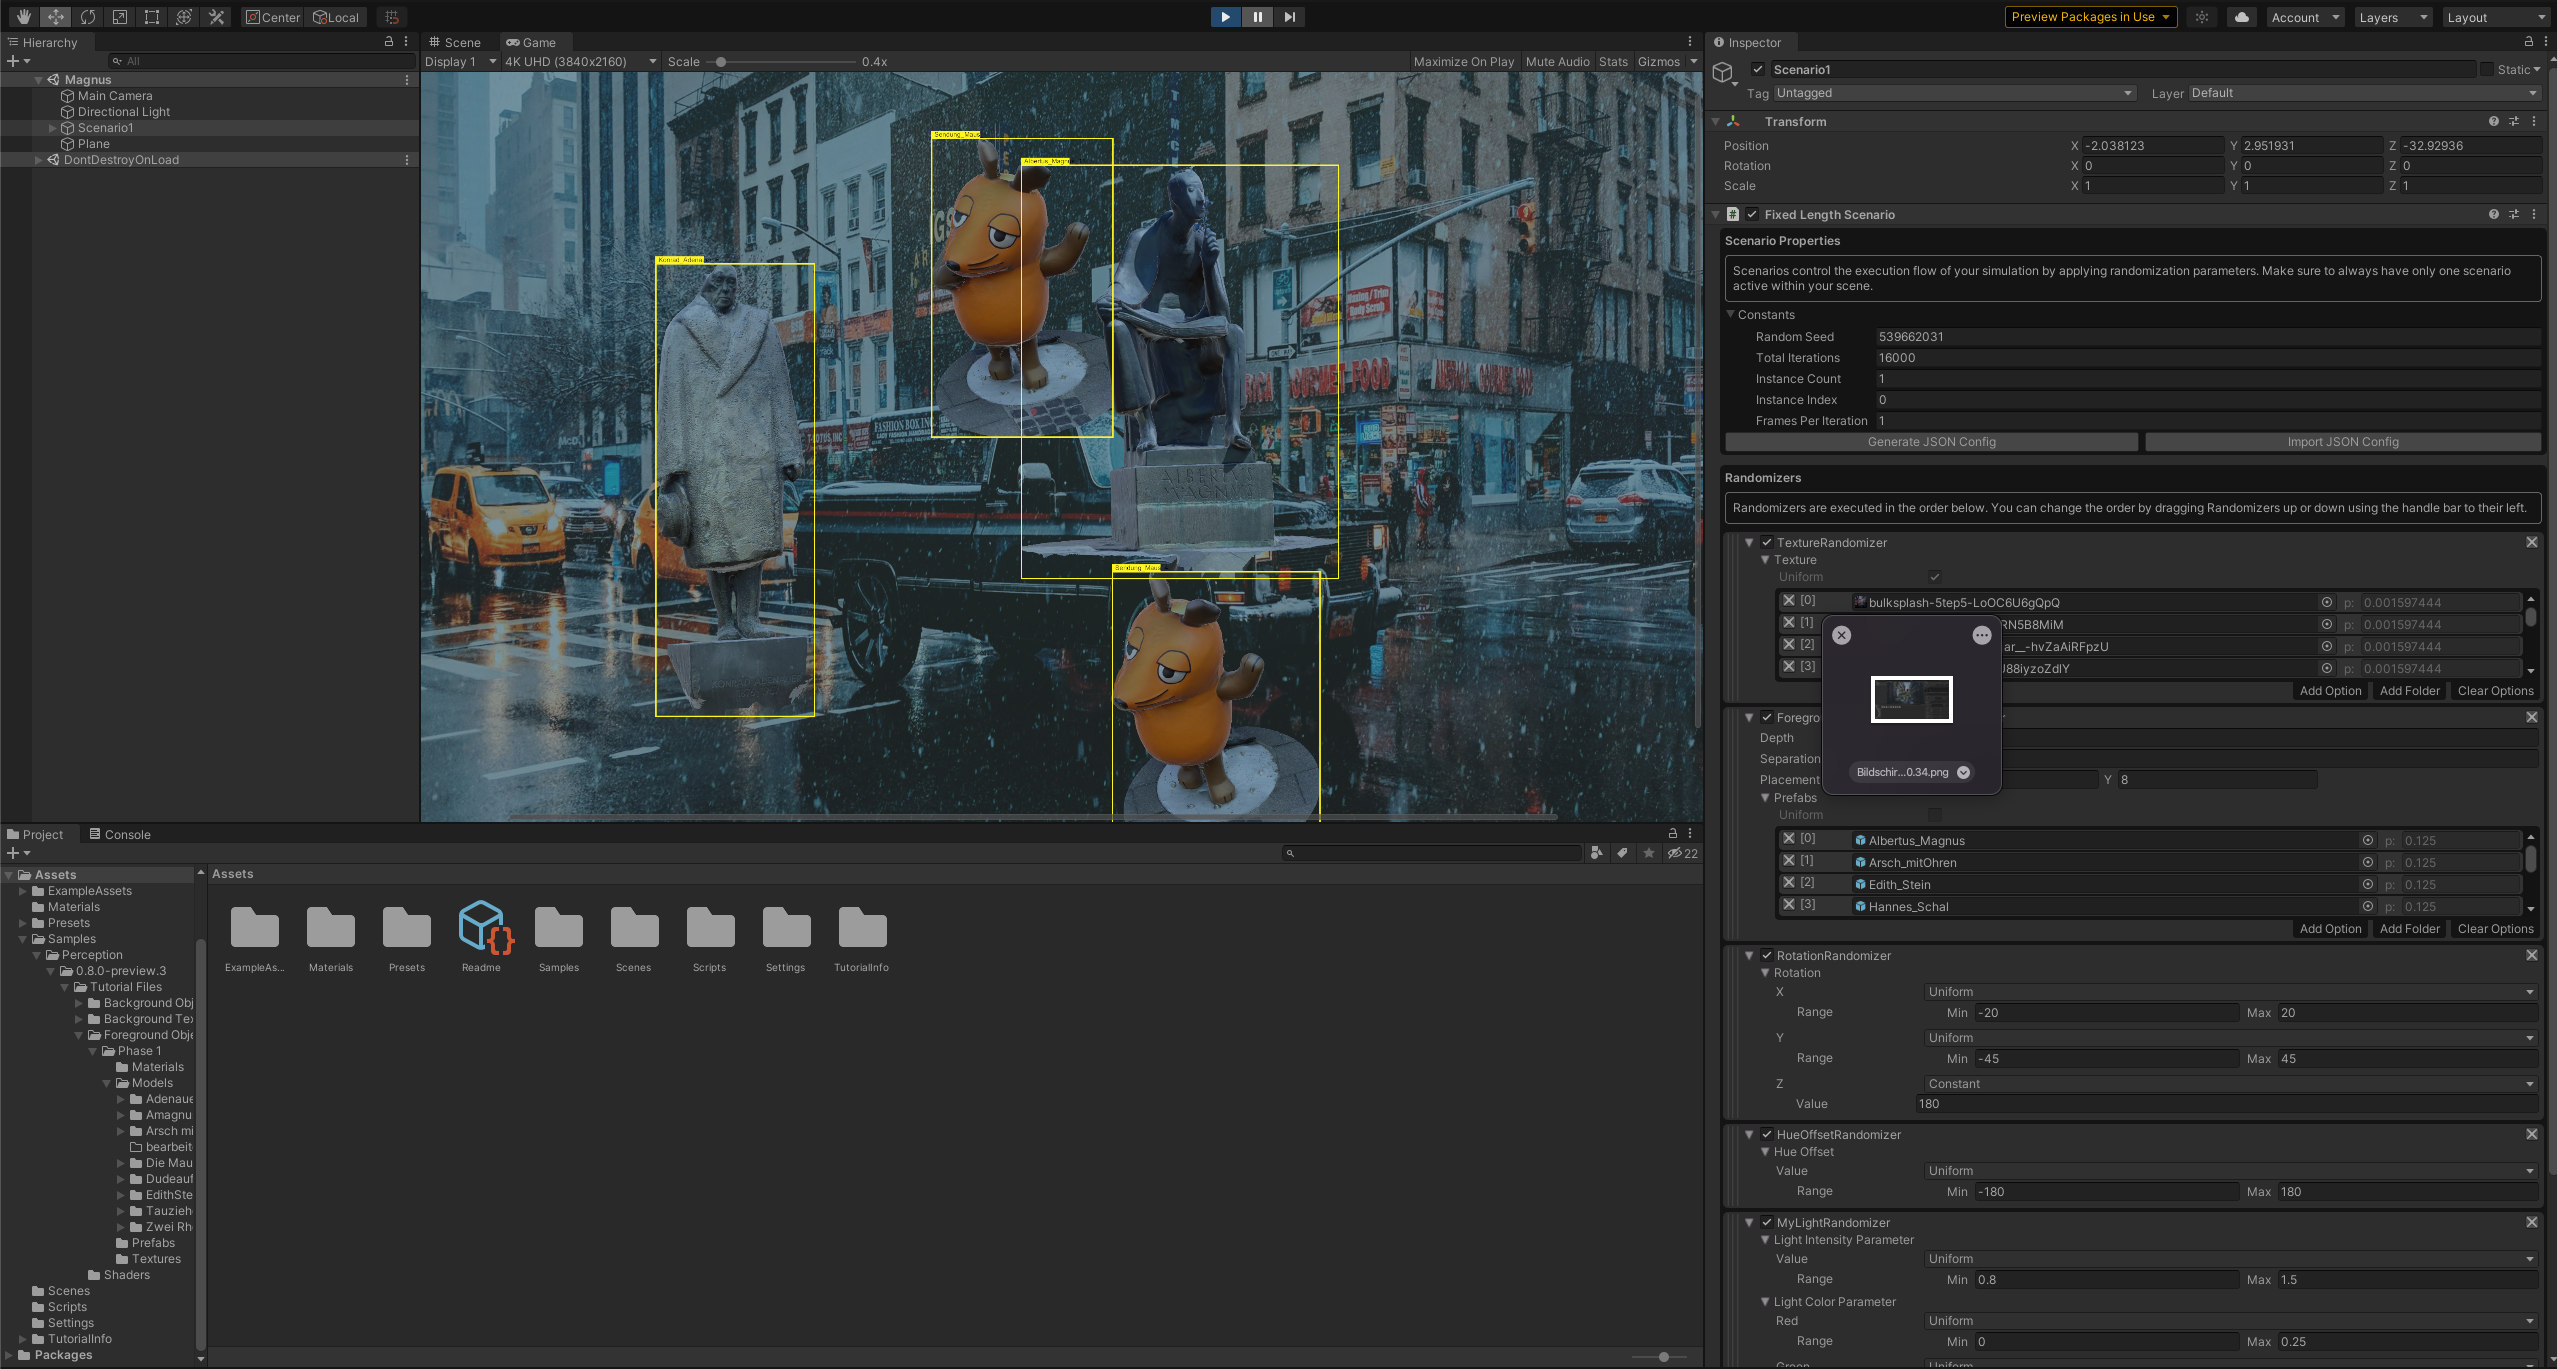 Center
Local
Preview Packages in Use
Account
Layers
Layout
Hierarchy
All
Magnus
Main Camera
Directional Light
Scenario1
Plane
DontDestroyOnLoad
Scene
Game
Display 1
4K UHD (3840x2160)
Scale
0.4x
Maximize On Play
Mute Audio
Stats
Gizmos
Sendung_Maus
Albertus_Magn
Konrad_Adena
FASHION BOX INC
GOURMET FOOD
ALBERTUS
MAGNUS
Sendung_Maus
Inspector
Scenario1
Static
Tag
Untagged
Layer
Default
Transform
Position
X -2.038123
Y 2.951931
Z -32.92936
Rotation
X 0
Y 0
Z 0
Scale
X 1
Y 1
Z 1
Fixed Length Scenario
Scenario Properties
Scenarios control the execution flow of your simulation by applying randomization parameters. Make sure to always have only one scenario
active within your scene.
Constants
Random Seed 539662031
Total Iterations 16000
Instance Count 1
Instance Index 0
Frames Per Iteration 1
Generate JSON Config
Import JSON Config
Randomizers
Randomizers are executed in the order below. You can change the order by dragging Randomizers up or down using the handle bar to their left.
TextureRandomizer
Texture
Uniform
[0] bulksplash-5tep5-LoOC6U6gQpQ p: 0.001597444
[1] RN5B8MiM p: 0.001597444
[2] ar__-hvZaAiRFpzU p: 0.001597444
[3] J88iyzoZdlY p: 0.001597444
Add Option
Add Folder
Clear Options
Bildschir...0.34.png
Foregro
Depth
Separation
Placement
Y 8
Prefabs
Uniform
[0] Albertus_Magnus p: 0.125
[1] Arsch_mitOhren p: 0.125
[2] Edith_Stein p: 0.125
[3] Hannes_Schal p: 0.125
Add Option
Add Folder
Clear Options
RotationRandomizer
Rotation
X Uniform
Range Min -20 Max 20
Y Uniform
Range Min -45 Max 45
Z Constant
Value 180
HueOffsetRandomizer
Hue Offset
Value Uniform
Range Min -180 Max 180
MyLightRandomizer
Light Intensity Parameter
Value Uniform
Range Min 0.8 Max 1.5
Light Color Parameter
Red Uniform
Range Min 0 Max 0.25
Green Uniform
Project
Console
22
Assets
ExampleAssets
Materials
Presets
Samples
Perception
0.8.0-preview.3
Tutorial Files
Background Obj
Background Tex
Foreground Obje
Phase 1
Materials
Models
Adenaue
Amagnu
Arsch mi
bearbeit
Die Mau
Dudeauf
EdithSte
Tauzieh
Zwei Rh
Prefabs
Textures
Shaders
Scenes
Scripts
Settings
TutorialInfo
Packages
Assets
ExampleAs...
Materials
Presets
Readme
Samples
Scenes
Scripts
Settings
TutorialInfo